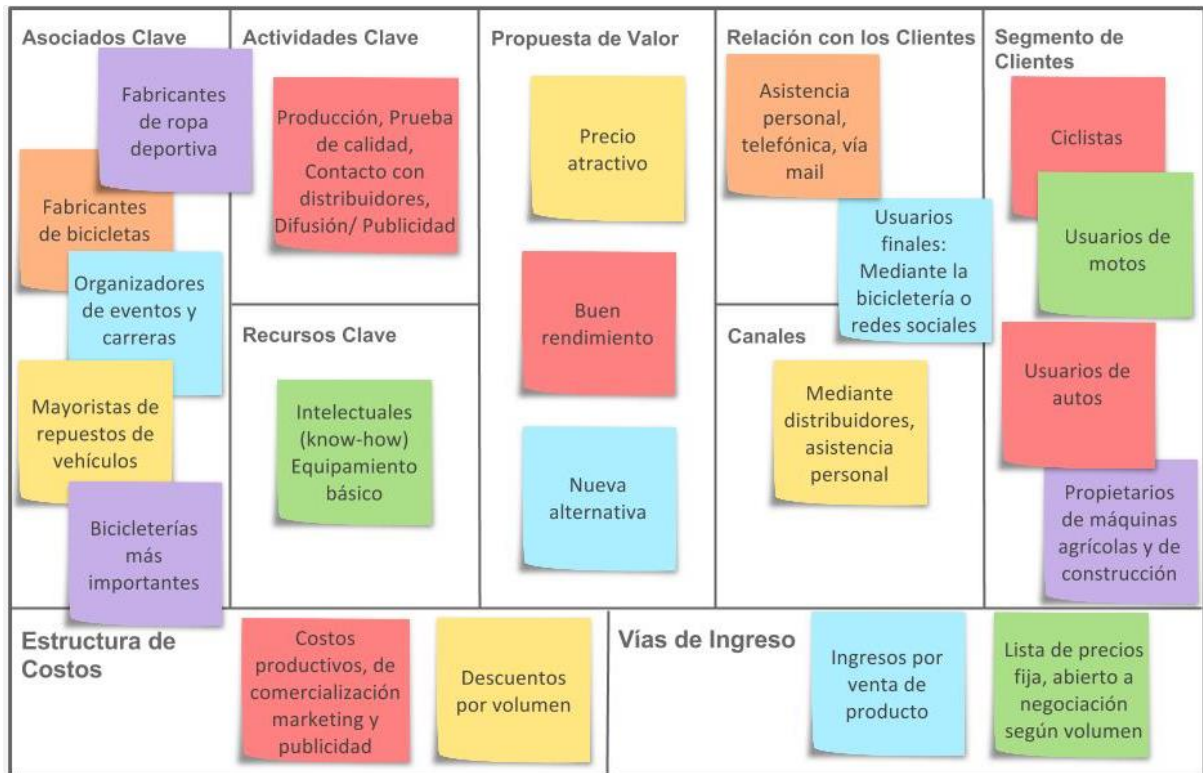 Asociados Clave
Fabricantes
de ropa
deportiva
Fabricantes
de bicicletas
Organizadores
de eventos y
carreras
Mayoristas de
repuestos de
vehículos
Bicicleterías
más
importantes
Actividades Clave
Producción, Prueba
de calidad,
Contacto con
distribuidores,
Difusión/ Publicidad
Recursos Clave
Intelectuales
(know-how)
Equipamiento
básico
Propuesta de Valor
Precio
atractivo
Buen
rendimiento
Nueva
alternativa
Relación con los Clientes
Asistencia
personal,
telefónica, vía
mail
Usuarios
finales:
Mediante la
bicicletería o
redes sociales
Canales
Mediante
distribuidores,
asistencia
personal
Segmento de
Clientes
Ciclistas
Usuarios de
motos
Usuarios de
autos
Propietarios
de máquinas
agrícolas y de
construcción
Estructura de
Costos
Costos
productivos, de
comercialización
marketing y
publicidad
Descuentos
por volumen
Vías de Ingreso
Ingresos por
venta de
producto
Lista de precios
fija, abierto a
negociación
según volumen